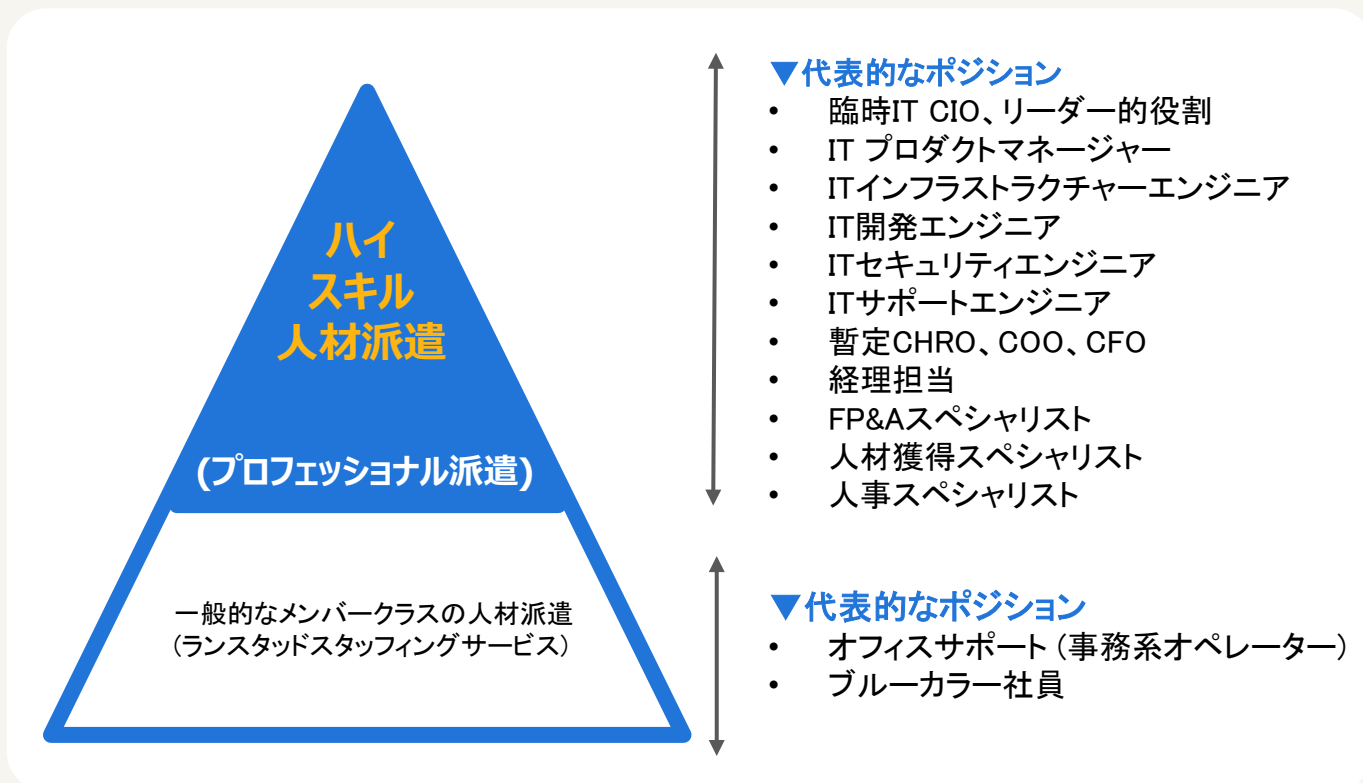 ハイ
スキル
人材派遣
(プロフェッショナル派遣)
▼代表的なポジション
• 臨時IT CIO、リーダー的役割
• IT プロダクトマネージャー
• ITインフラストラクチャーエンジニア
• IT開発エンジニア
• ITセキュリティエンジニア
• ITサポートエンジニア
• 暫定CHRO、COO、CFO
• 経理担当
• FP&Aスペシャリスト
• 人材獲得スペシャリスト
• 人事スペシャリスト
一般的なメンバークラスの人材派遣
(ランスタッドスタッフィングサービス)
▼代表的なポジション
• オフィスサポート (事務系オペレーター)
• ブルーカラー社員